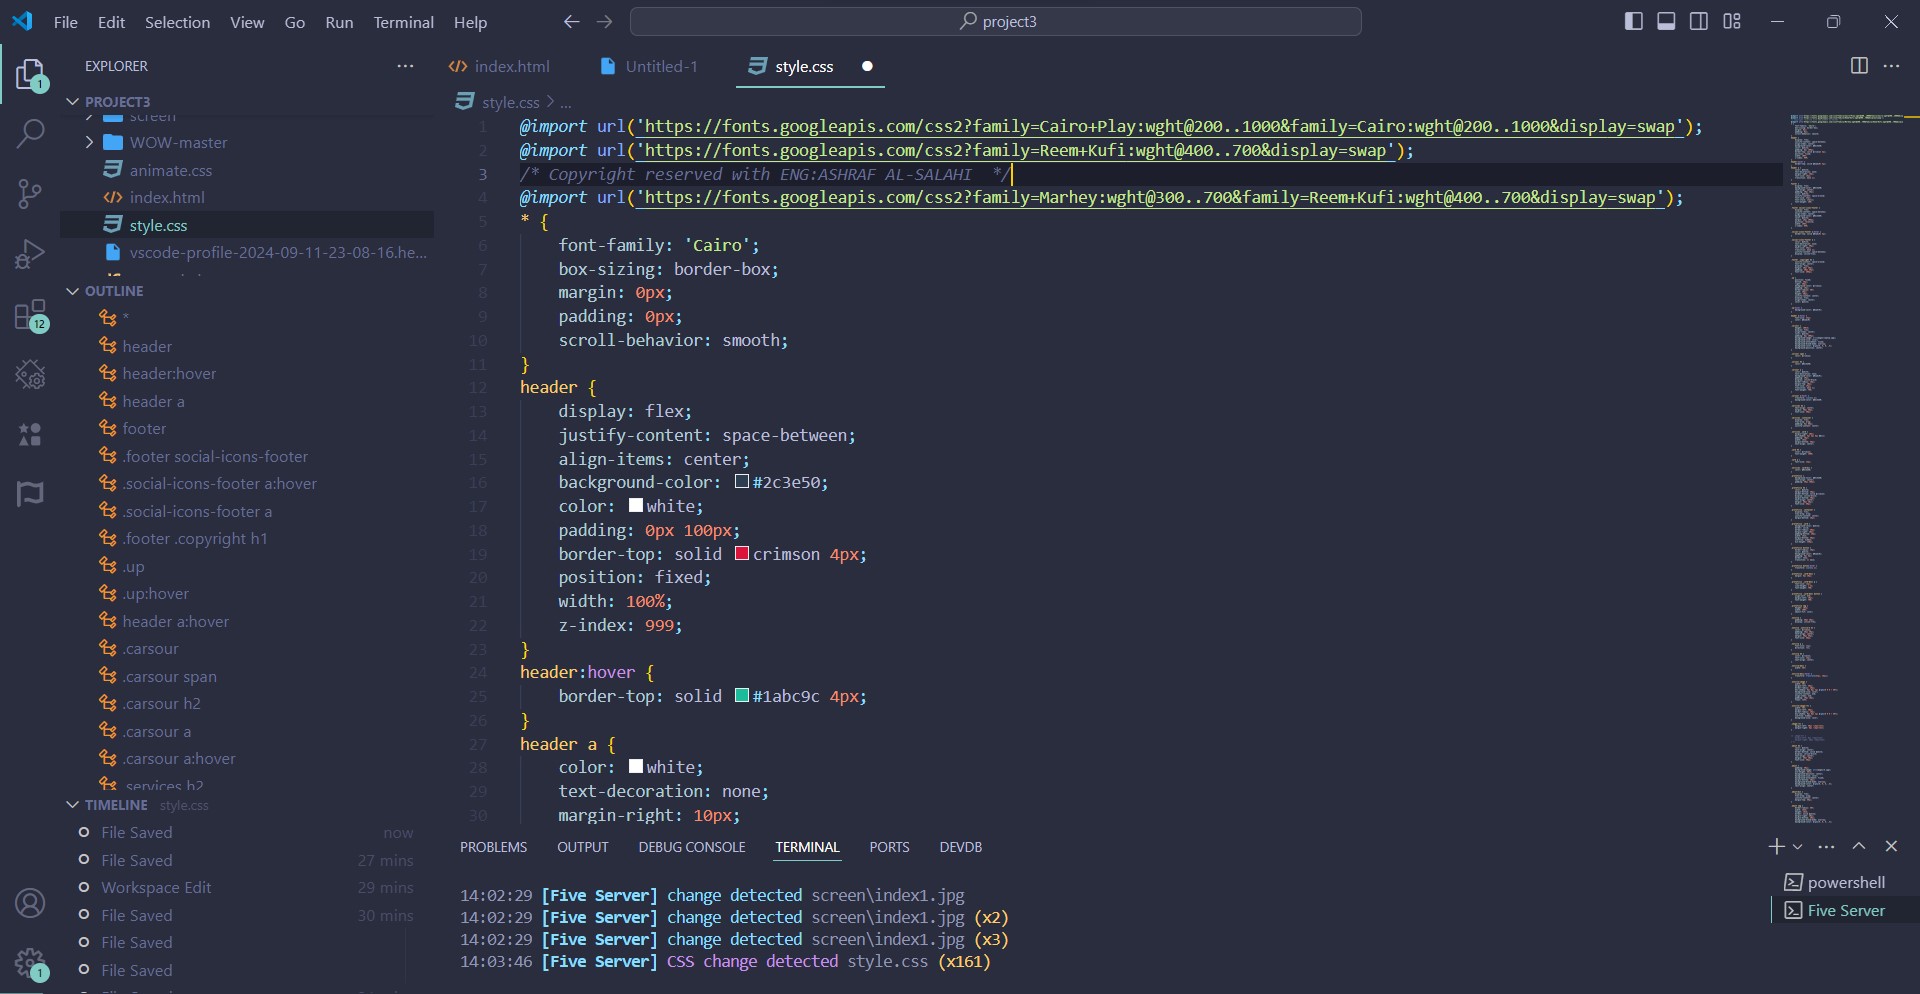 File Edit Selection View Go Run Terminal Help
project3
EXPLORER
PROJECT3
screen
WOW-master
animate.css
index.html
style.css
vscode-profile-2024-09-11-23-08-16.he...
OUTLINE
*
header
header:hover
header a
footer
.footer social-icons-footer
.social-icons-footer a:hover
.social-icons-footer a
.footer .copyright h1
.up
.up:hover
header a:hover
.carsour
.carsour span
.carsour h2
.carsour a
.carsour a:hover
.services h2
TIMELINE style.css
File Saved now
File Saved 27 mins
Workspace Edit 29 mins
File Saved 30 mins
File Saved
File Saved
1
12
1
index.html Untitled-1 style.css
style.css > ...
1 @import url('https://fonts.googleapis.com/css2?family=Cairo+Play:wght@200..1000&family=Cairo:wght@200..1000&display=swap');
2 @import url('https://fonts.googleapis.com/css2?family=Reem+Kufi:wght@400..700&display=swap');
3 /* Copyright reserved with ENG:ASHRAF AL-SALAHI  */
4 @import url('https://fonts.googleapis.com/css2?family=Marhey:wght@300..700&family=Reem+Kufi:wght@400..700&display=swap');
5 * {
6 font-family: 'Cairo';
7 box-sizing: border-box;
8 margin: 0px;
9 padding: 0px;
10 scroll-behavior: smooth;
11 }
12 header {
13 display: flex;
14 justify-content: space-between;
15 align-items: center;
16 background-color: #2c3e50;
17 color: white;
18 padding: 0px 100px;
19 border-top: solid crimson 4px;
20 position: fixed;
21 width: 100%;
22 z-index: 999;
23 }
24 header:hover {
25 border-top: solid #1abc9c 4px;
26 }
27 header a {
28 color: white;
29 text-decoration: none;
30 margin-right: 10px;
PROBLEMS OUTPUT DEBUG CONSOLE TERMINAL PORTS DEVDB
14:02:29 [Five Server] change detected screen\index1.jpg
14:02:29 [Five Server] change detected screen\index1.jpg (x2)
14:02:29 [Five Server] change detected screen\index1.jpg (x3)
14:03:46 [Five Server] CSS change detected style.css (x161)
powershell
Five Server